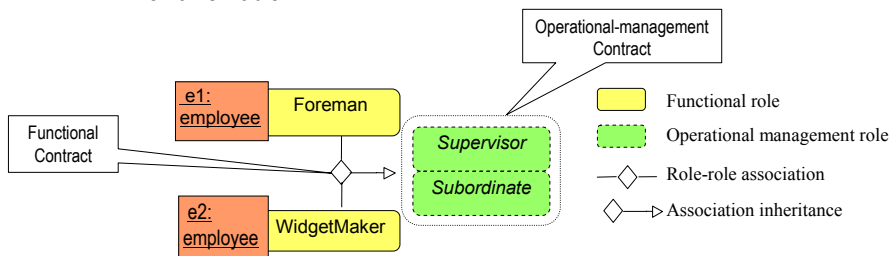 Operational-management
Contract
e1:
employee
Foreman
Functional
Contract
Supervisor
Subordinate
e2:
employee
WidgetMaker
Functional role
Operational management role
Role-role association
Association inheritance